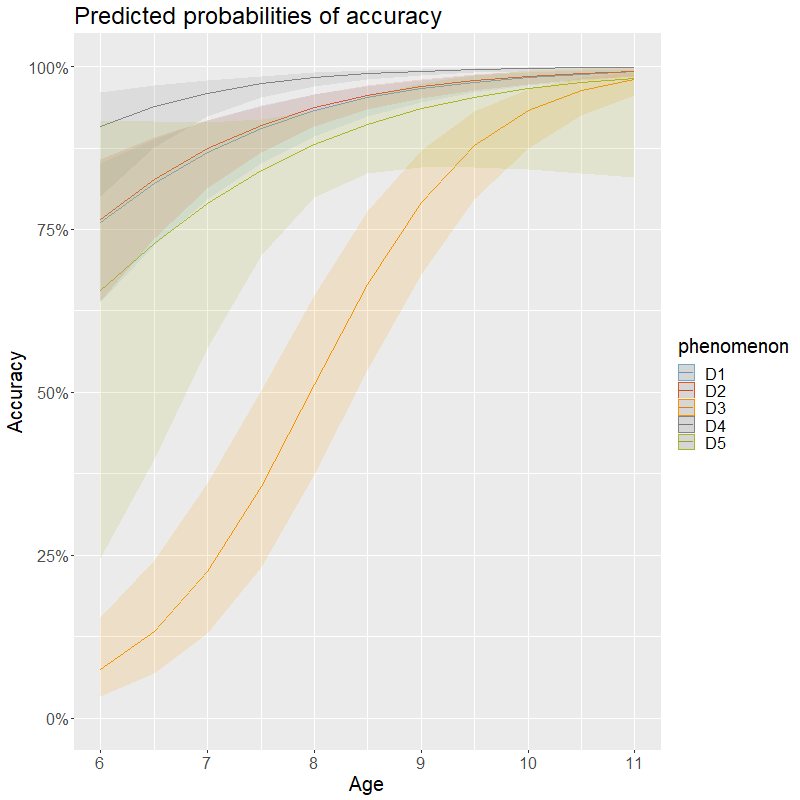 Predicted probabilities of accuracy
100%
75%
50%
25%
0%
Accuracy
6 7 8 9 10 11
Age
phenomenon
D1
D2
D3
D4
D5